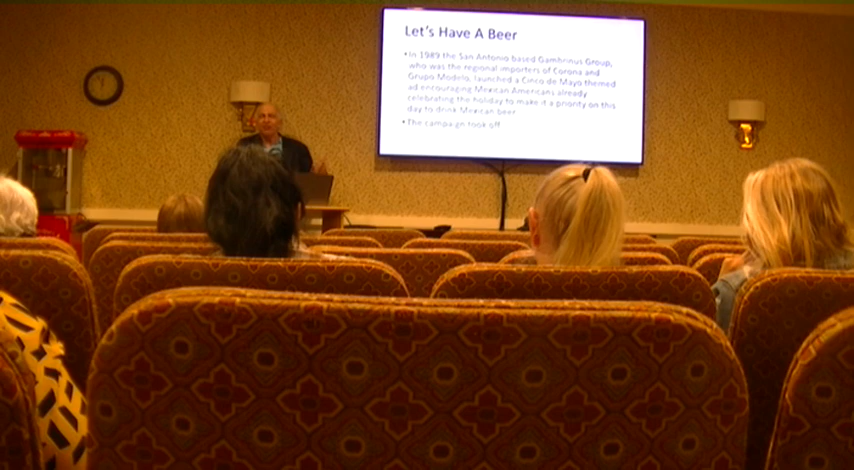 Let's Have A Beer
• In 1989 the San Antonio based Gambrinus Group,
who was the regional importers of Corona and
Grupo Modelo, launched a Cinco de Mayo themed
ad encouraging Mexican Americans already
celebrating the holiday to make it a priority on this
day to drink Mexican beer.
• The campaign took off.